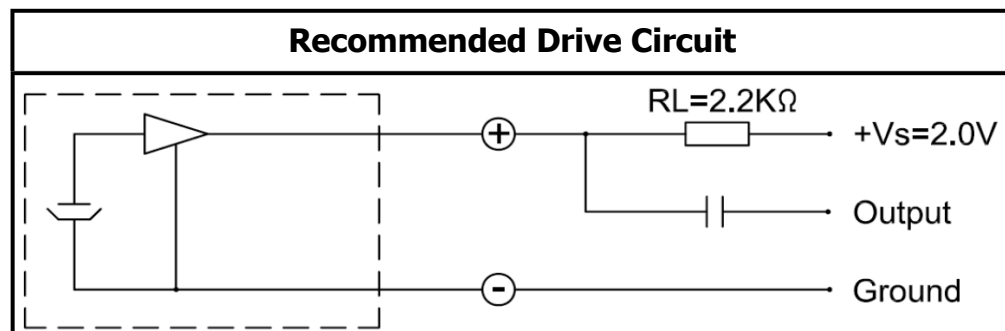 Recommended Drive Circuit
RL=2.2KΩ
+
+Vs=2.0V
Output
-
Ground